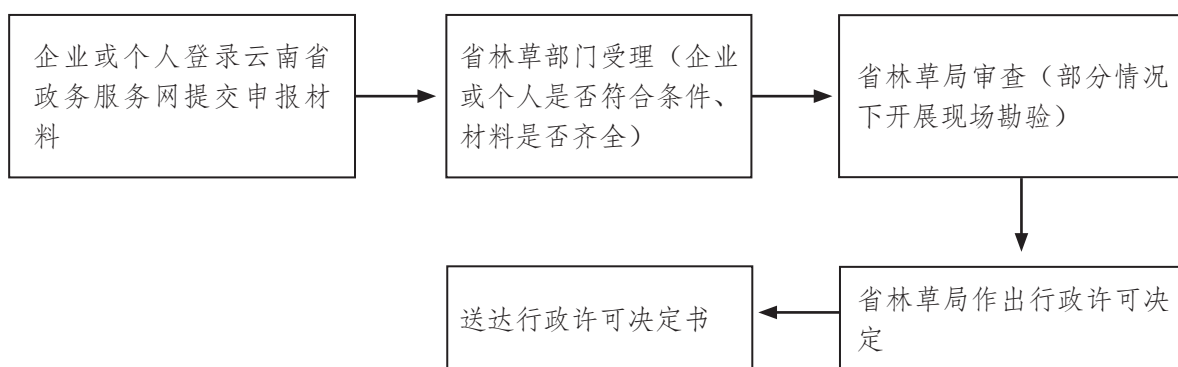 企业或个人登录云南省
政务服务网提交申报材
料
省林草部门受理（企业
或个人是否符合条件、
材料是否齐全）
省林草局审查（部分情况
下开展现场勘验）
省林草局作出行政许可决
定
送达行政许可决定书